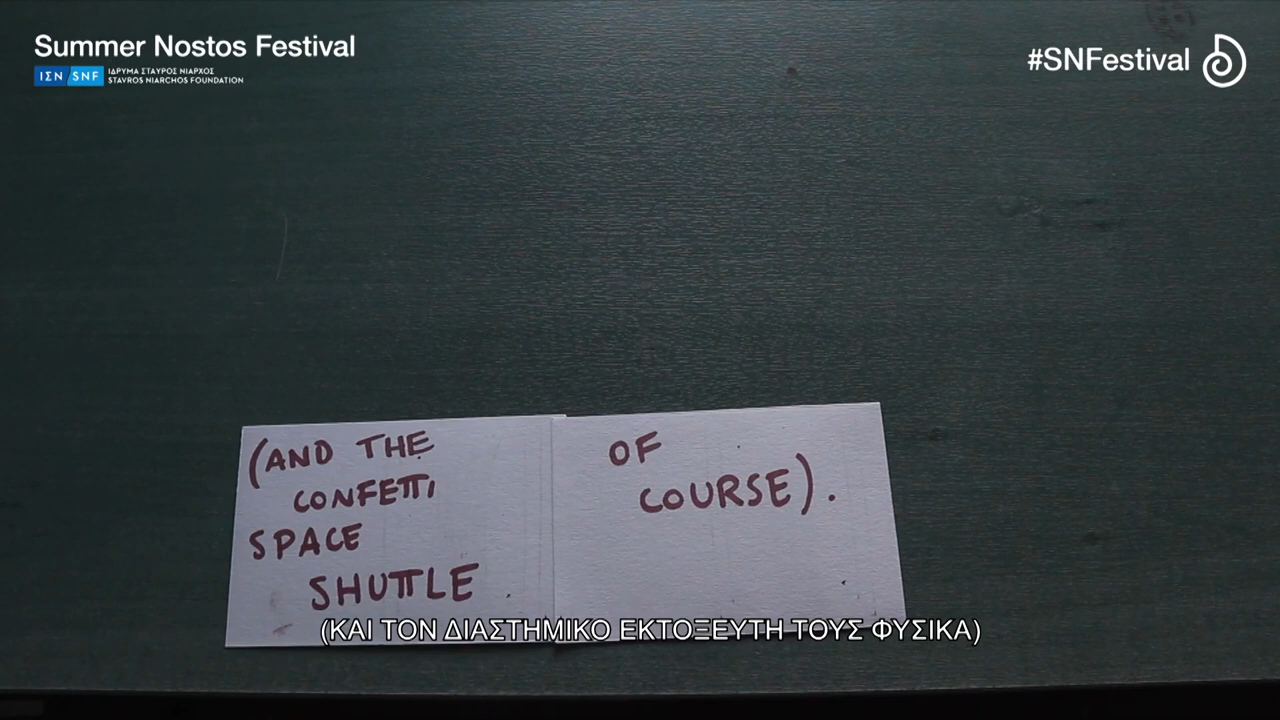 Summer Nostos Festival
ΙΣΝ/SNF
ΙΔΡΥΜΑ ΣΤΑΥΡΟΣ ΝΙΑΡΧΟΣ
STAVROS NIARCHOS FOUNDATION
#SNFestival
(AND THE
CONFETTI
SPACE
SHUTTLE
OF
COURSE).
(ΚΑΙ ΤΟΝ ΔΙΑΣΤΗΜΙΚΟ ΕΚΤΟΞΕΥΤΗ ΤΟΥΣ ΦΥΣΙΚΑ)